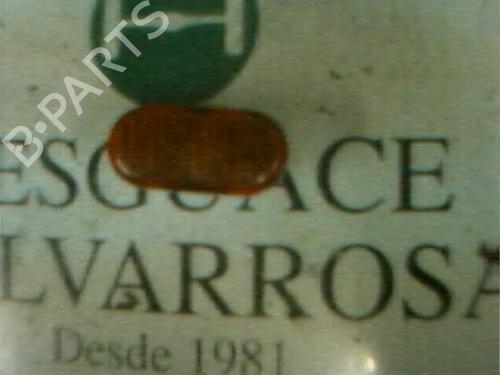 B-PARTS
ESGUACE
LVARROSA
Desde 1981